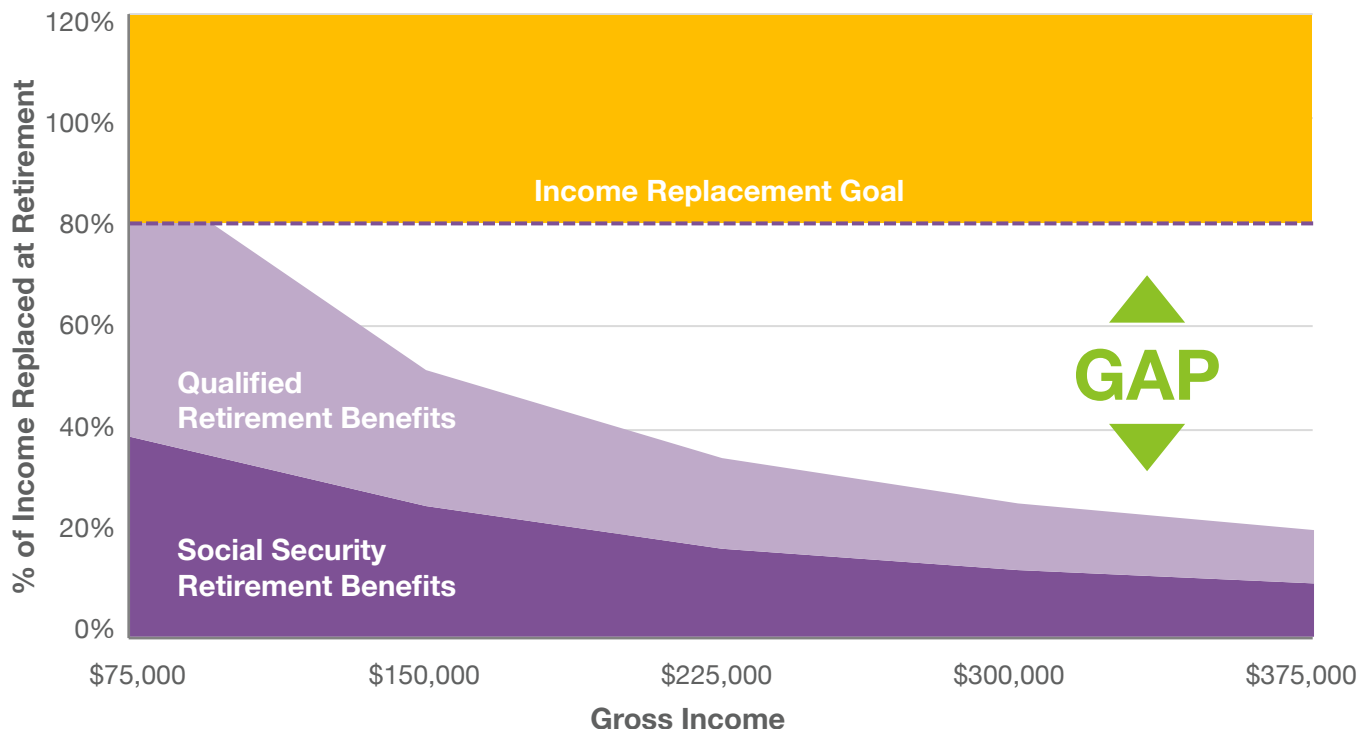 % of Income Replaced at Retirement
120%
100%
80%
60%
40%
20%
0%
Income Replacement Goal
GAP
Qualified
Retirement Benefits
Social Security
Retirement Benefits
$75,000
$150,000
$225,000
$300,000
$375,000
Gross Income